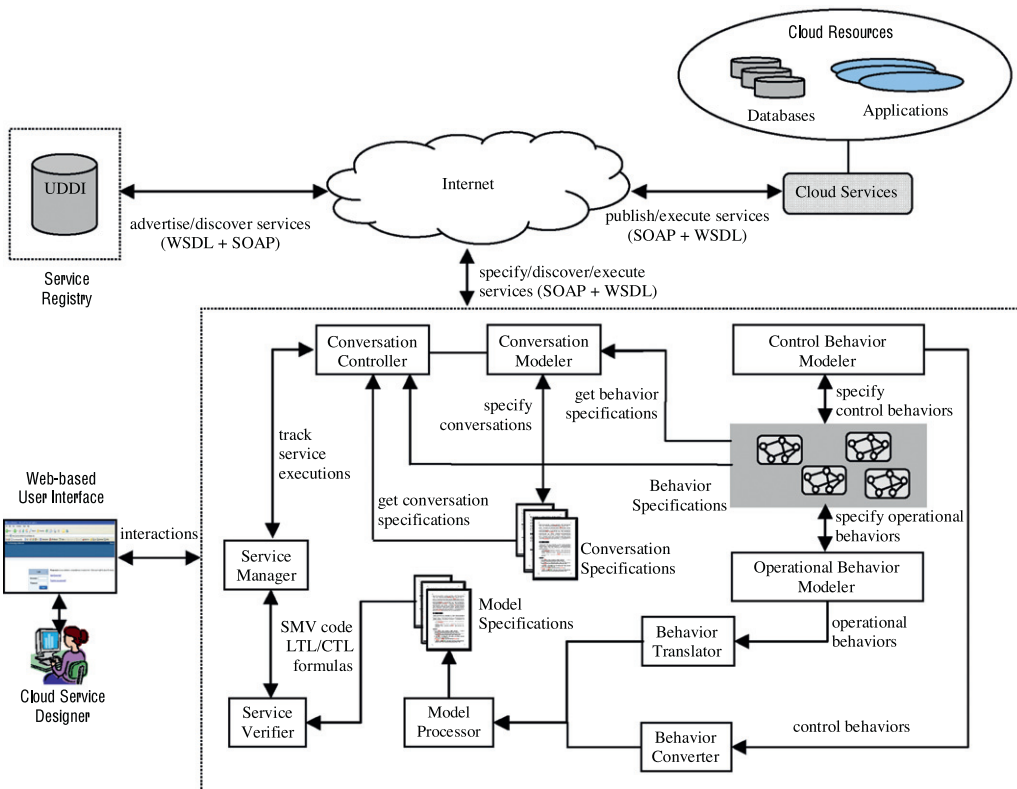 Cloud Resources
Databases
Applications
UDDI
Internet
Cloud Services
advertise/discover services
(WSDL + SOAP)
publish/execute services
(SOAP + WSDL)
Service
Registry
specify/discover/execute
services (SOAP + WSDL)
Conversation
Controller
Conversation
Modeler
Control Behavior
Modeler
specify
conversations
get behavior
specifications
specify
control behaviors
track
service
executions
Web-based
User Interface
get conversation
specifications
Behavior
Specifications
specify operational
behaviors
interactions
Service
Manager
Conversation
Specifications
Operational Behavior
Modeler
Model
Specifications
SMV code
LTL/CTL
formulas
Behavior
Translator
operational
behaviors
Cloud Service
Designer
Service
Verifier
Model
Processor
Behavior
Converter
control behaviors